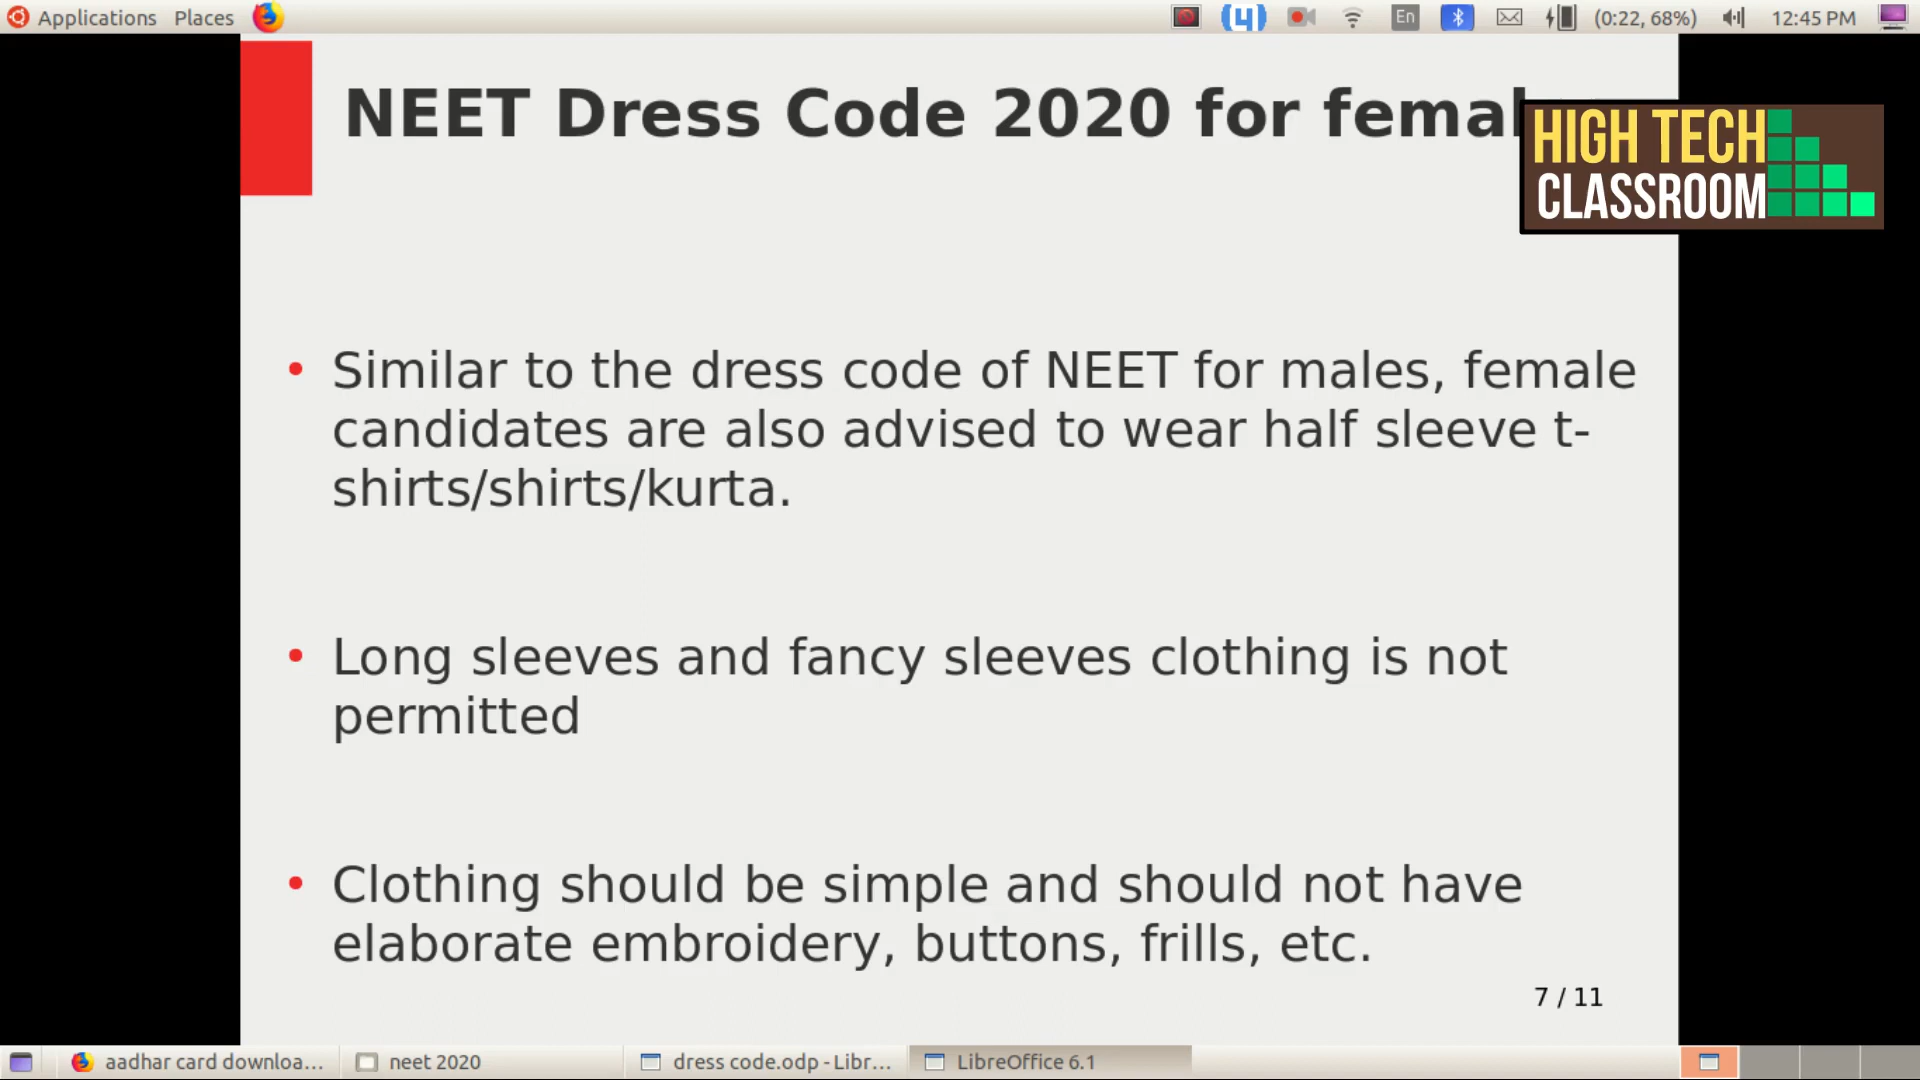 Applications Places En (0:22, 68%) 12:45 PM
NEET Dress Code 2020 for femal
HIGH TECH
CLASSROOM
• Similar to the dress code of NEET for males, female
candidates are also advised to wear half sleeve t-
shirts/shirts/kurta.
• Long sleeves and fancy sleeves clothing is not
permitted
• Clothing should be simple and should not have
elaborate embroidery, buttons, frills, etc.
7 / 11
aadhar card downloa... neet 2020 dress code.odp - Libr... LibreOffice 6.1